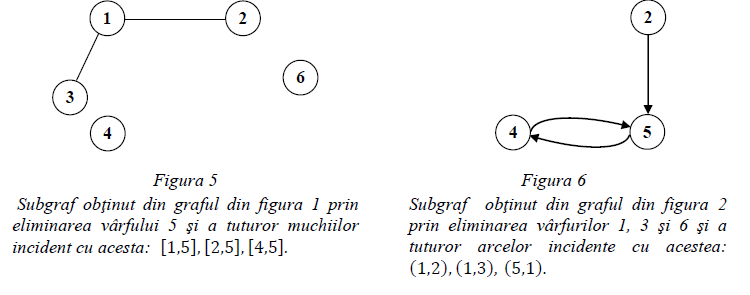 1
2
3
6
4
Figura 5
Subgraf obţinut din graful din figura 1 prin
eliminarea vârfului 5 şi a tuturor muchiilor
incident cu acesta: [1,5], [2,5], [4,5].
2
4
5
Figura 6
Subgraf obţinut din graful din figura 2
prin eliminarea vârfurilor 1, 3 şi 6 şi a
tuturor arcelor incidente cu acestea:
(1,2), (1,3), (5,1).